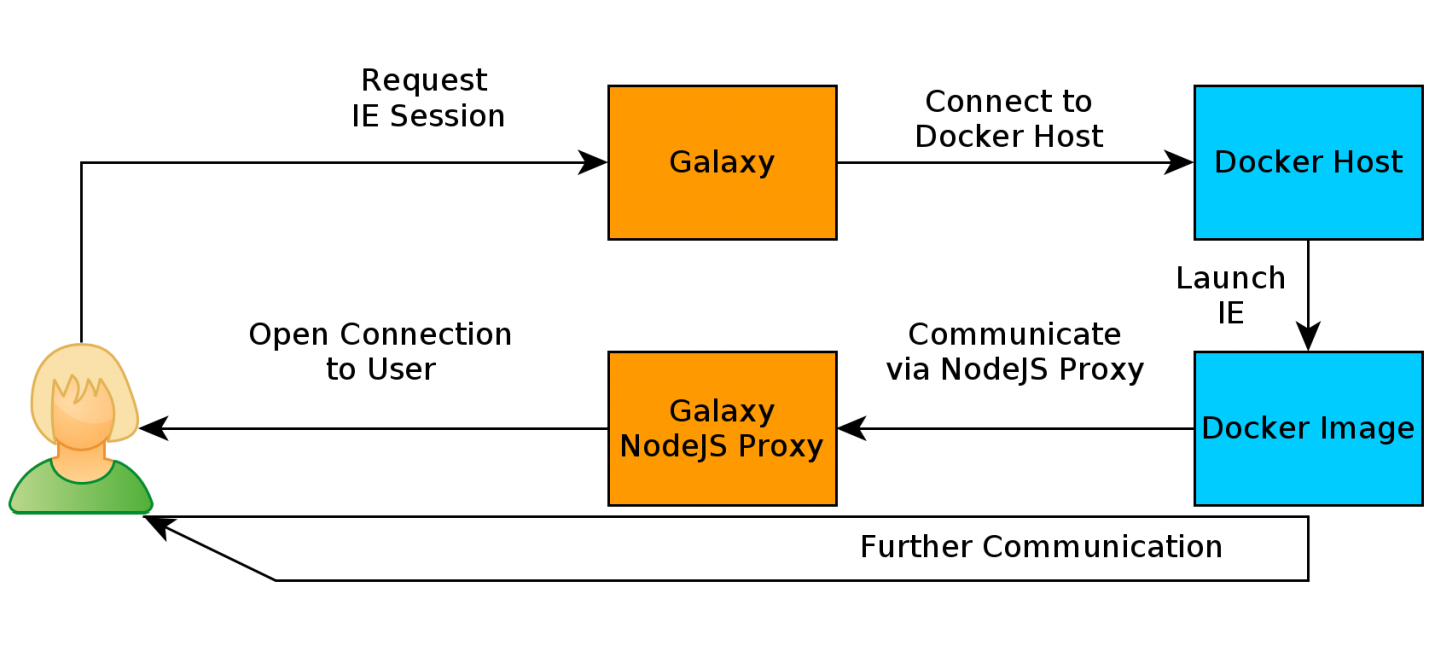 Request
IE Session
Galaxy
Connect to
Docker Host
Docker Host
Launch
IE
Open Connection
to User
Galaxy
NodeJS Proxy
Communicate
via NodeJS Proxy
Docker Image
Further Communication